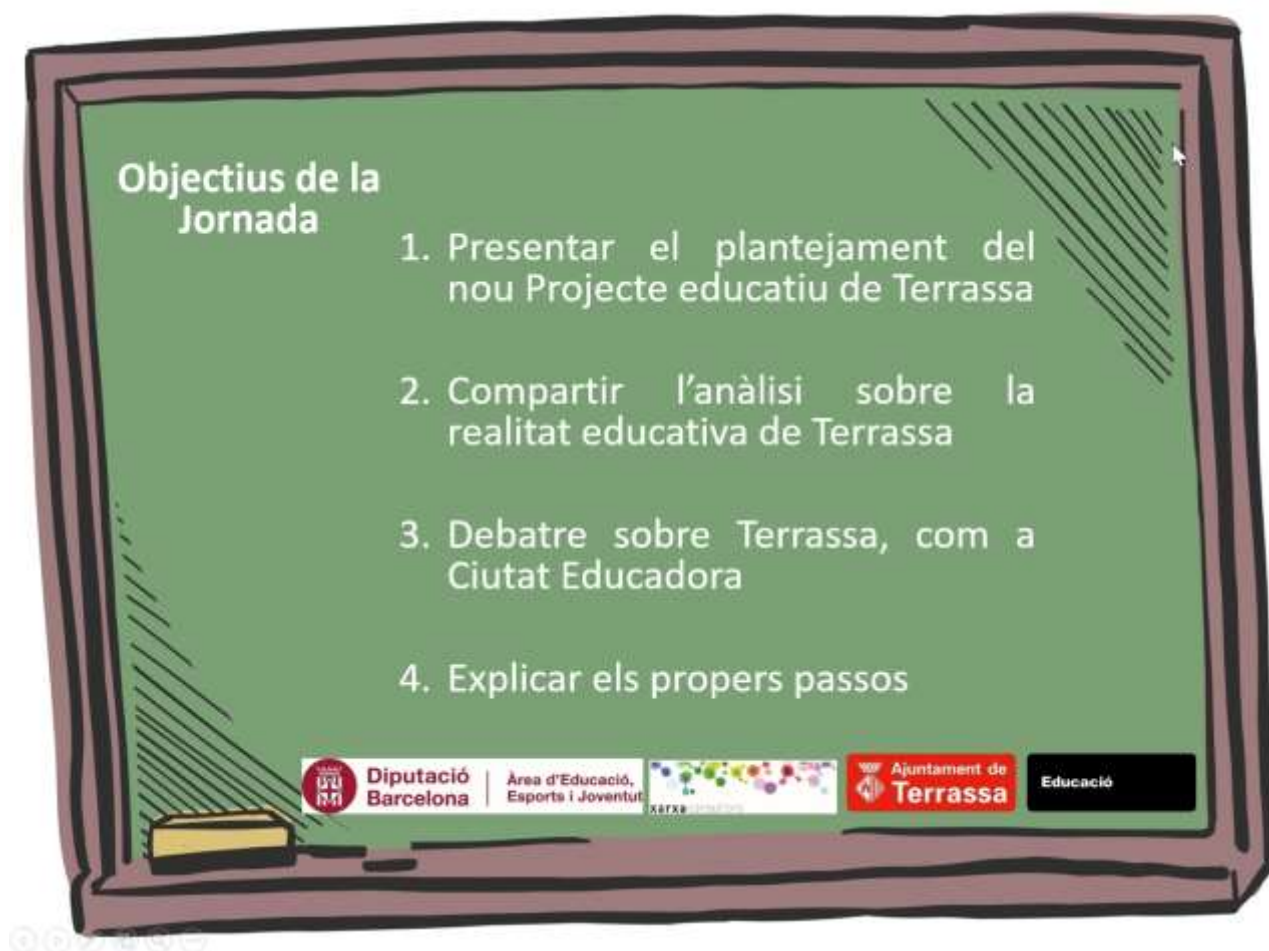 Objectius de la
Jornada
1. Presentar el plantejament del
nou Projecte educatiu de Terrassa
2. Compartir l'anàlisi sobre la
realitat educativa de Terrassa
3. Debatre sobre Terrassa, com a
Ciutat Educadora
4. Explicar els propers passos
Diputació
Barcelona
Àrea d'Educació,
Esports i Joventut
xarxa
Ajuntament de
Terrassa
Educació